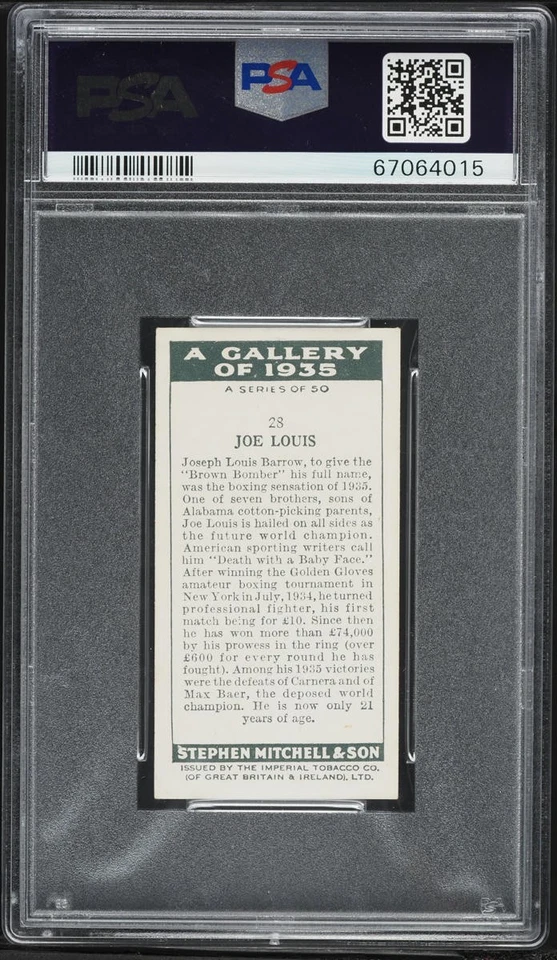 PSA
PSA
67064015
A GALLERY
OF 1935
A SERIES OF 50
28
JOE LOUIS
Joseph Louis Barrow, to give the
"Brown Bomber" his full name,
was the boxing sensation of 1935.
One of seven brothers, sons of
Alabama cotton-picking parents,
Joe Louis is hailed on all sides as
the future world champion.
American sporting writers call
him "Death with a Baby Face."
After winning the Golden Gloves
amateur boxing tournament in
New York in July, 1934, he turned
professional fighter, his first
match being for £10. Since then
he has won more than £74,000
by his prowess in the ring (over
£600 for every round he has
fought). Among his 1935 victories
were the defeats of Carnera and of
Max Baer, the deposed world
champion. He is now only 21
years of age.
STEPHEN MITCHELL & SON
ISSUED BY THE IMPERIAL TOBACCO CO.
(OF GREAT BRITAIN & IRELAND), LTD.
PSA